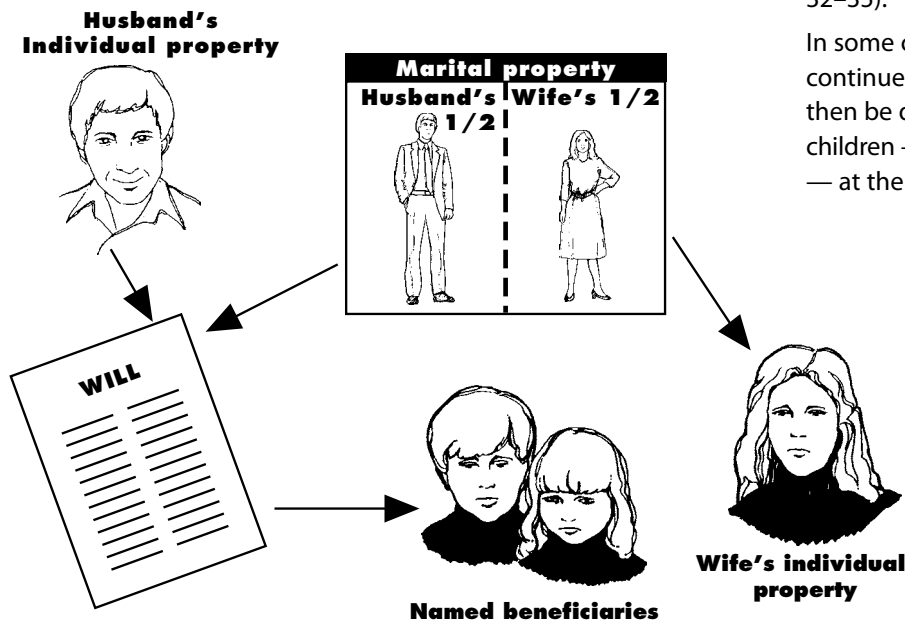 Husband's
Individual property
Marital property
Husband's
1/2
Wife's 1/2
WILL
Named beneficiaries
Wife's individual
property
In some
continue
then be
children
— at the